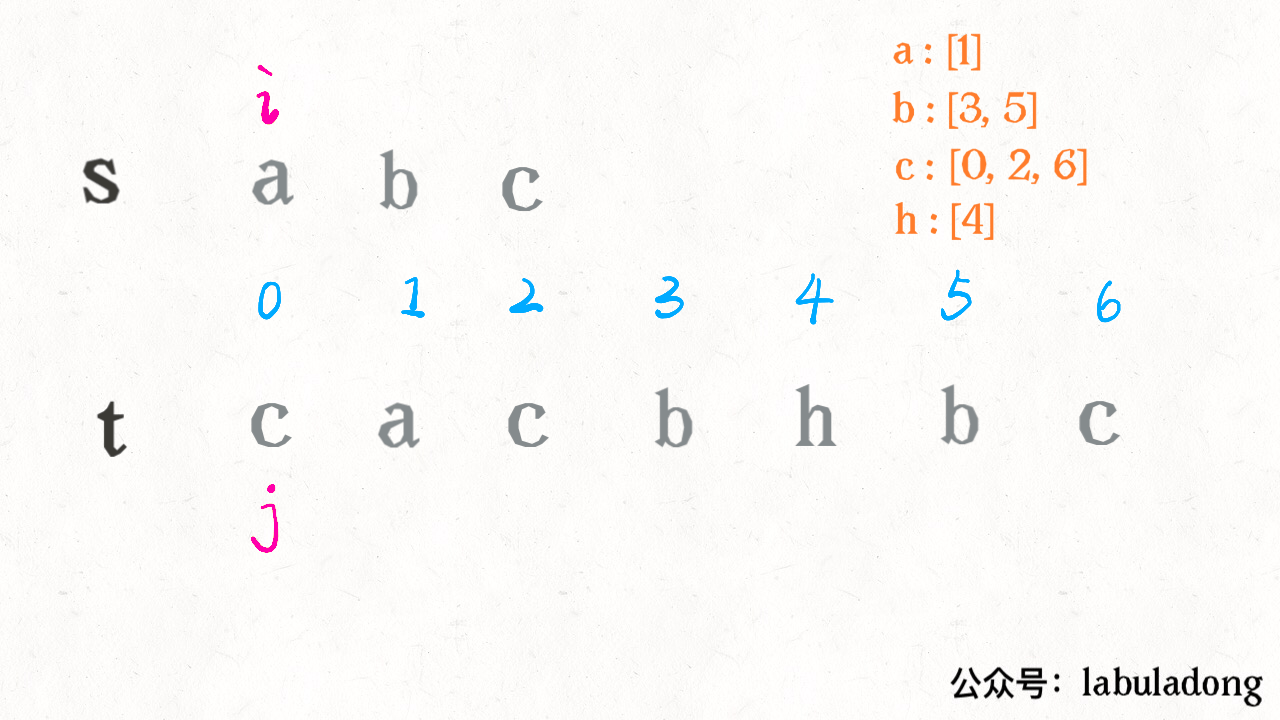 a : [1]
i
b : [3, 5]
s a b c
c : [0, 2, 6]
h : [4]
0 1 2 3 4 5 6
t c a c b h b c
j
公众号：labuladong